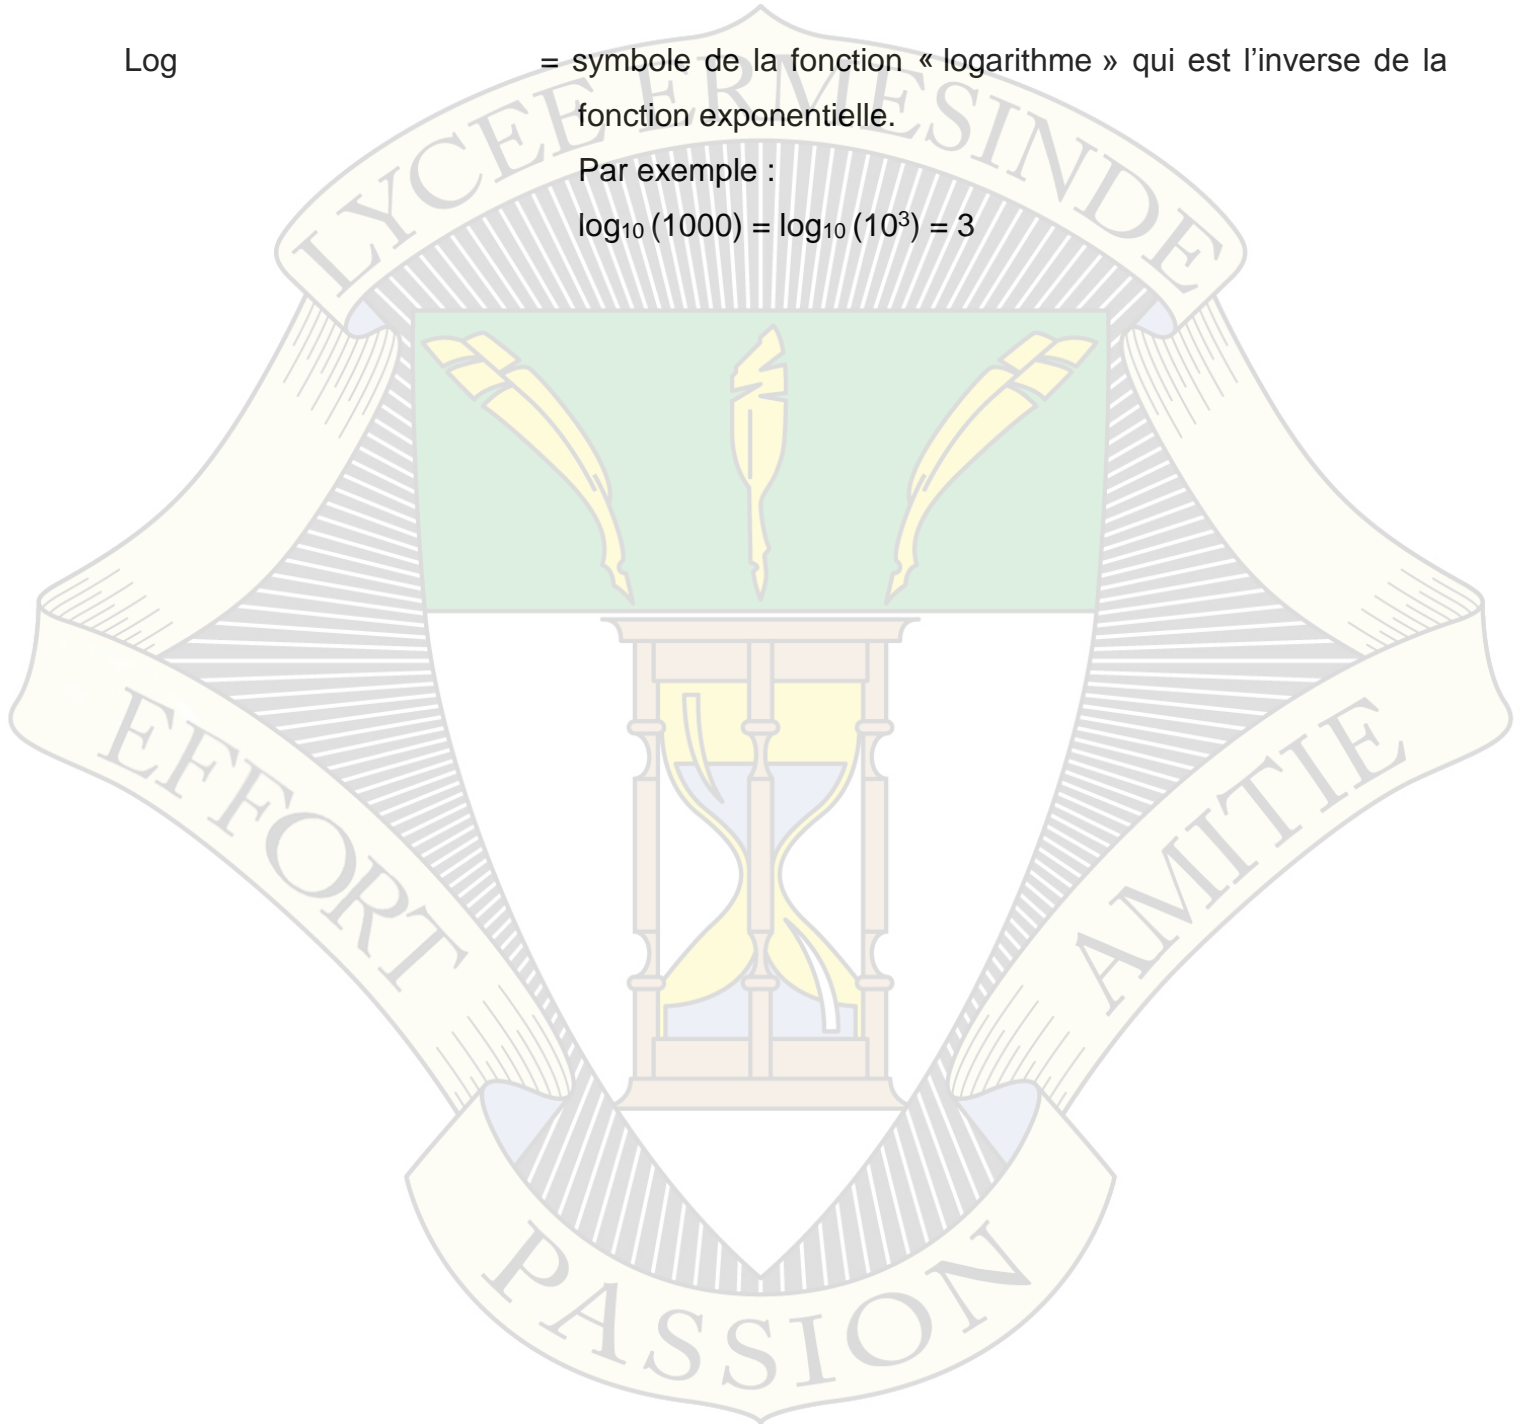 Log = symbole de la fonction « logarithme » qui est l’inverse de la
fonction exponentielle.
Par exemple :
log₁₀ (1000) = log₁₀ (10³) = 3
LYCEE ERMESINDE
EFFORT
AMITIE
PASSION